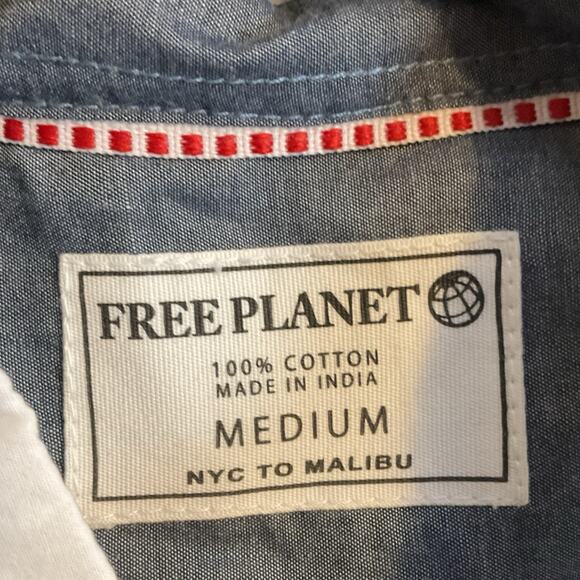 FREE PLANET
100% COTTON
MADE IN INDIA
MEDIUM
NYC TO MALIBU